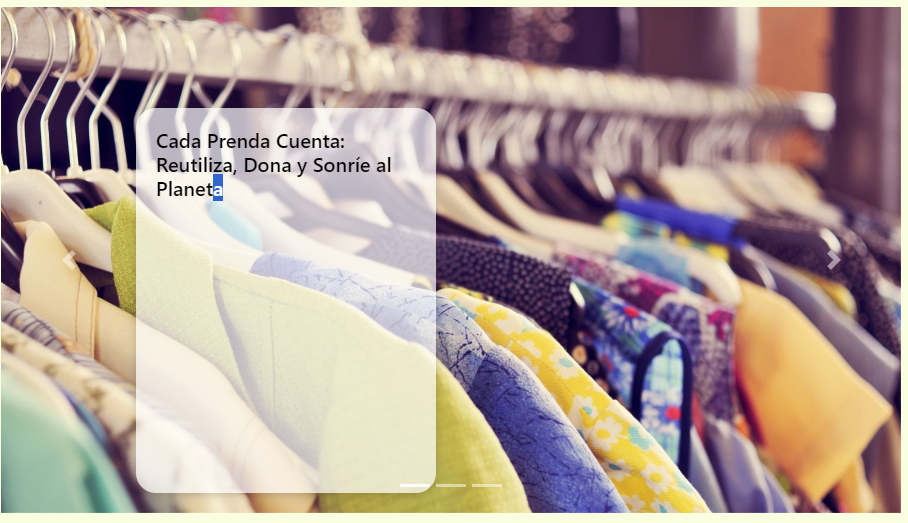 Cada Prenda Cuenta:
Reutiliza, Dona y Sonríe al
Planeta